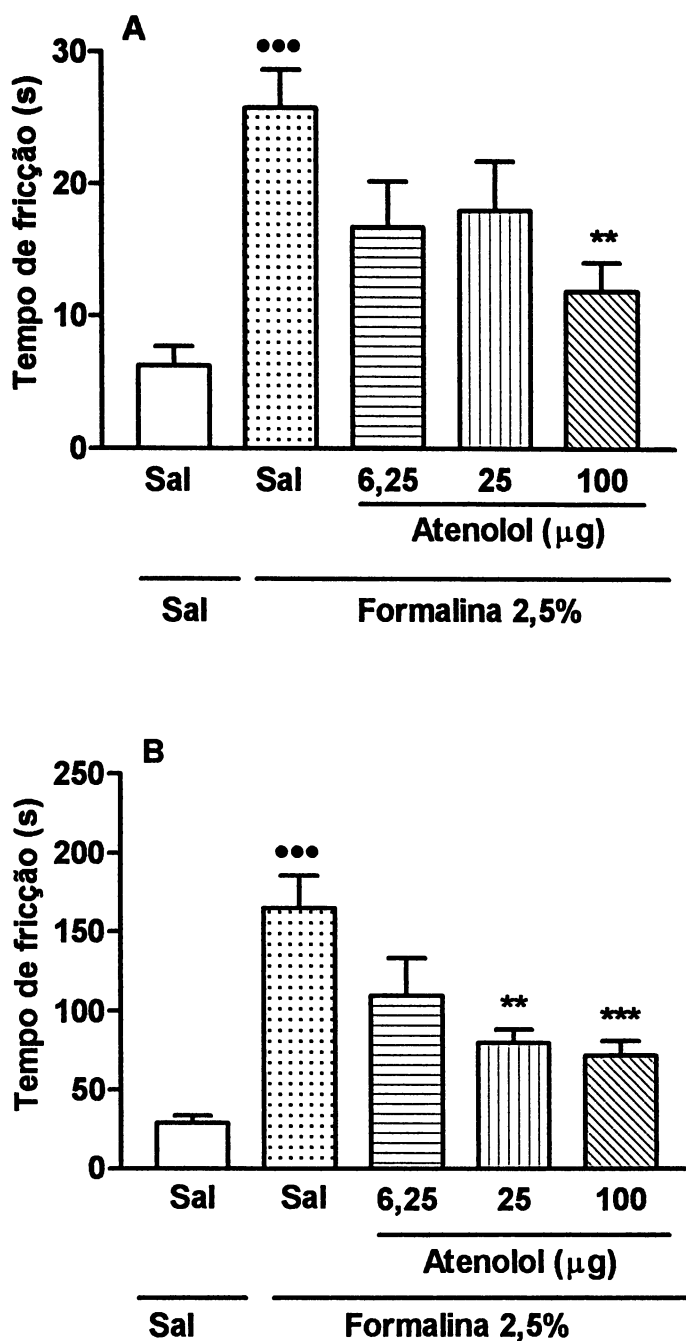 A
Tempo de fricção (s)
30
20
10
0
•••
**
Sal Sal 6,25 25 100
Atenolol (μg)
Sal Formalina 2,5%
B
Tempo de fricção (s)
250
200
150
100
50
0
•••
** ***
Sal Sal 6,25 25 100
Atenolol (μg)
Sal Formalina 2,5%